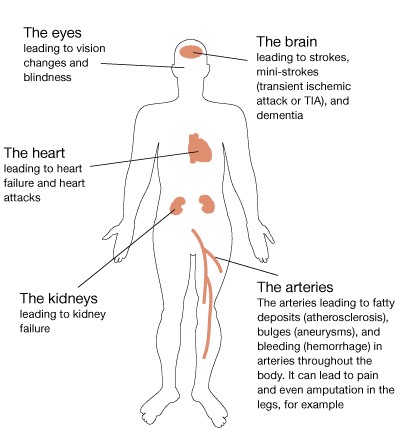 The eyes
leading to vision
changes and
blindness
The brain
leading to strokes,
mini-strokes
(transient ischemic
attack or TIA), and
dementia
The heart
leading to heart
failure and heart
attacks
The kidneys
leading to kidney
failure
The arteries
The arteries leading to fatty
deposits (atherosclerosis),
bulges (aneurysms), and
bleeding (hemorrhage) in
arteries throughout the
body. It can lead to pain
and even amputation in the
legs, for example